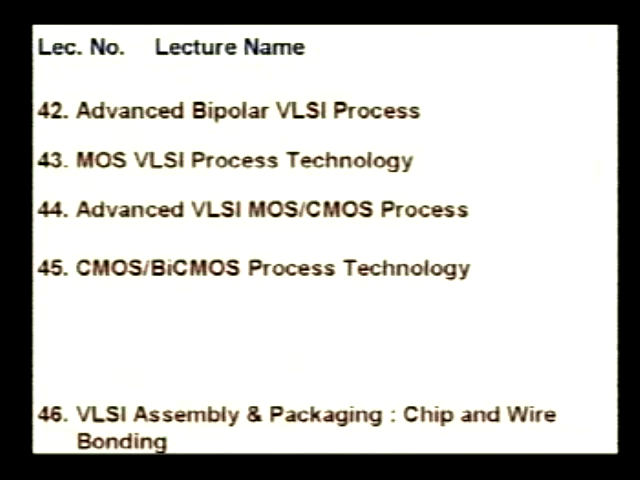 Lec. No. Lecture Name
42. Advanced Bipolar VLSI Process
43. MOS VLSI Process Technology
44. Advanced VLSI MOS/CMOS Process
45. CMOS/BiCMOS Process Technology
46. VLSI Assembly & Packaging : Chip and Wire
Bonding